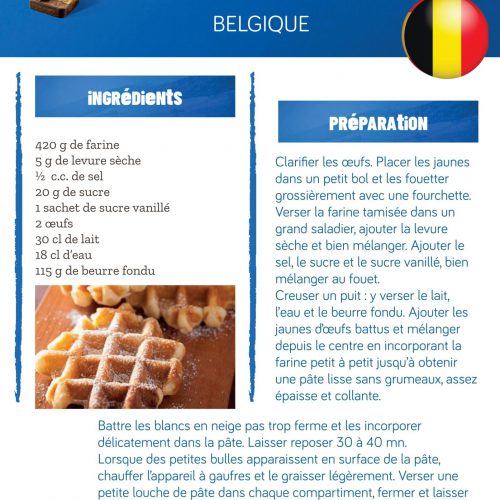 BELGIQUE
INGRÉDIENTS
420 g de farine
5 g de levure sèche
½ c.c. de sel
20 g de sucre
1 sachet de sucre vanillé
2 œufs
30 cl de lait
18 cl d'eau
115 g de beurre fondu
PRÉPARATION
Clarifier les œufs. Placer les jaunes
dans un petit bol et les fouetter
grossièrement avec une fourchette.
Verser la farine tamisée dans un
grand saladier, ajouter la levure
sèche et bien mélanger. Ajouter le
sel, le sucre et le sucre vanillé, bien
mélanger au fouet.
Creuser un puit : y verser le lait,
l'eau et le beurre fondu. Ajouter les
jaunes d'œufs battus et mélanger
depuis le centre en incorporant la
farine petit à petit jusqu'à obtenir
une pâte lisse sans grumeaux, assez
épaisse et collante.
Battre les blancs en neige pas trop ferme et les incorporer
délicatement dans la pâte. Laisser reposer 30 à 40 mn.
Lorsque des petites bulles apparaissent en surface de la pâte,
chauffer l'appareil à gaufres et le graisser légèrement. Verser une
petite louche de pâte dans chaque compartiment, fermer et laisser